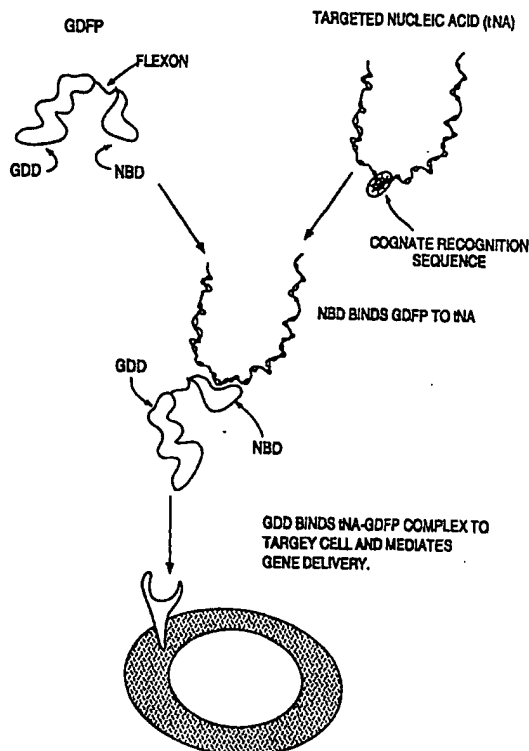 GDFP
TARGETED NUCLEIC ACID (tNA)
FLEXON
GDD
NBD
COGNATE RECOGNITION
SEQUENCE
NBD BINDS GDFP TO tNA
GDD
NBD
GDD BINDS tNA-GDFP COMPLEX TO
TARGEY CELL AND MEDIATES
GENE DELIVERY.